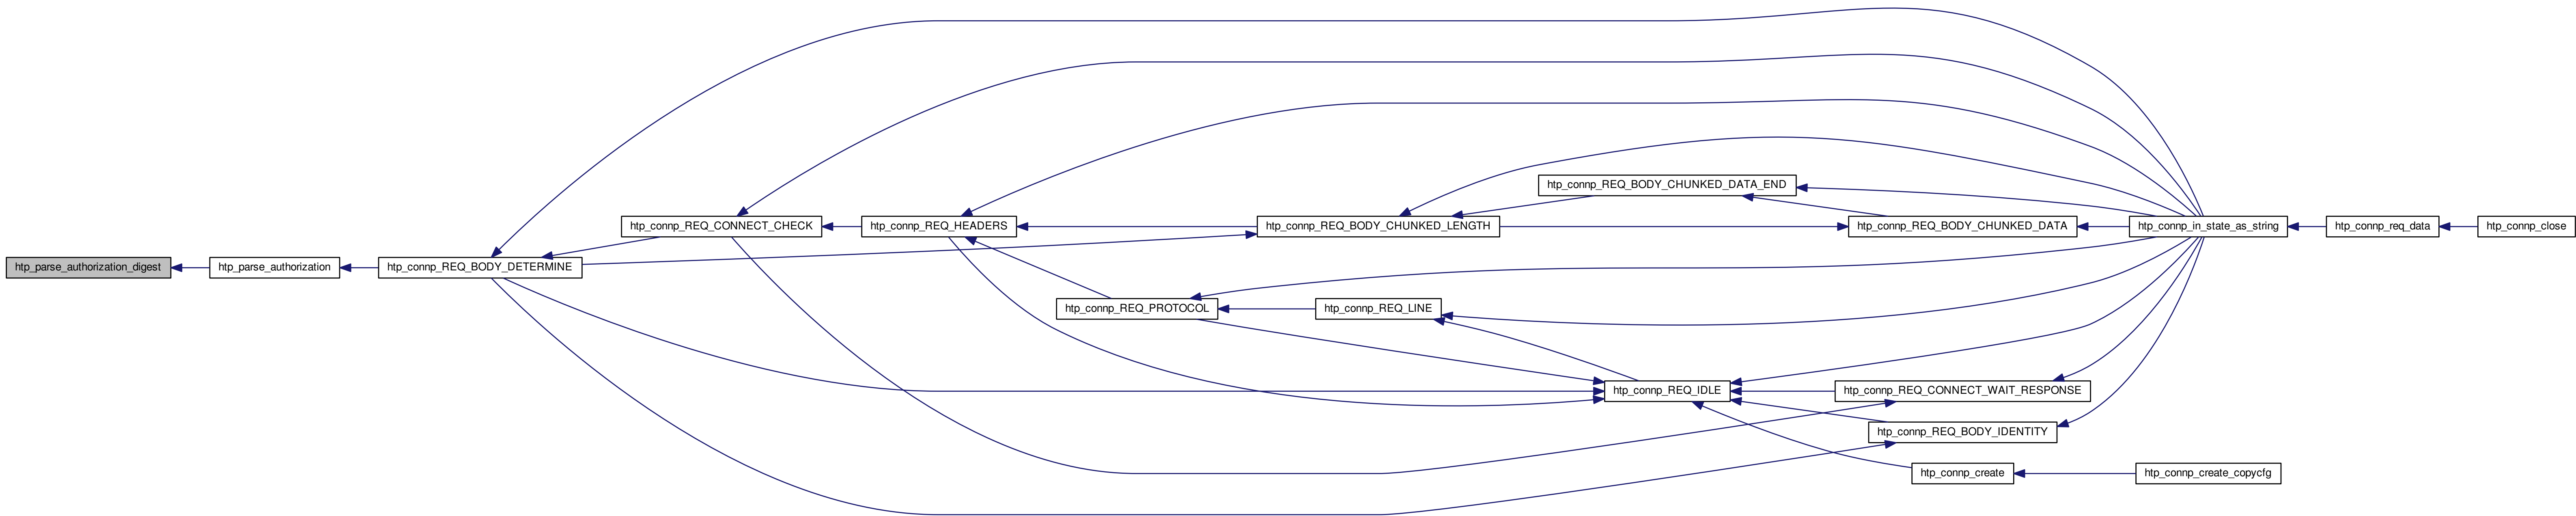 htp_parse_authorization_digest
htp_parse_authorization
htp_connp_REQ_BODY_DETERMINE
htp_connp_REQ_CONNECT_CHECK
htp_connp_REQ_HEADERS
htp_connp_REQ_PROTOCOL
htp_connp_REQ_BODY_CHUNKED_LENGTH
htp_connp_REQ_LINE
htp_connp_REQ_BODY_CHUNKED_DATA_END
htp_connp_REQ_IDLE
htp_connp_REQ_BODY_CHUNKED_DATA
htp_connp_REQ_CONNECT_WAIT_RESPONSE
htp_connp_REQ_BODY_IDENTITY
htp_connp_create
htp_connp_in_state_as_string
htp_connp_create_copycfg
htp_connp_req_data
htp_connp_close